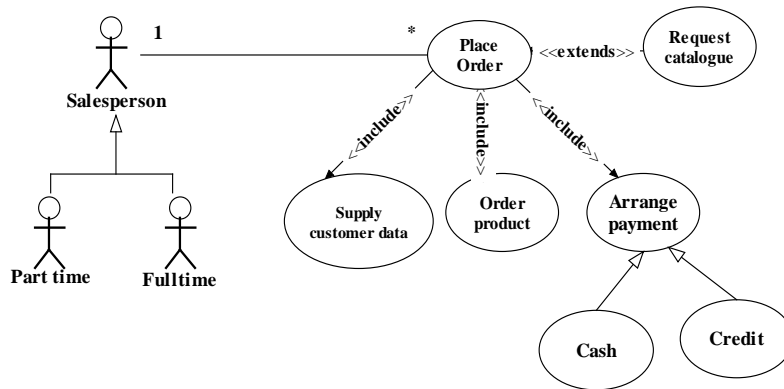 1
*
Place
Order
<<extends>>
Request
catalogue
Salesperson
<<include>>
<<include>>
<<include>>
Supply
customer data
Order
product
Arrange
payment
Part time
Fulltime
Cash
Credit